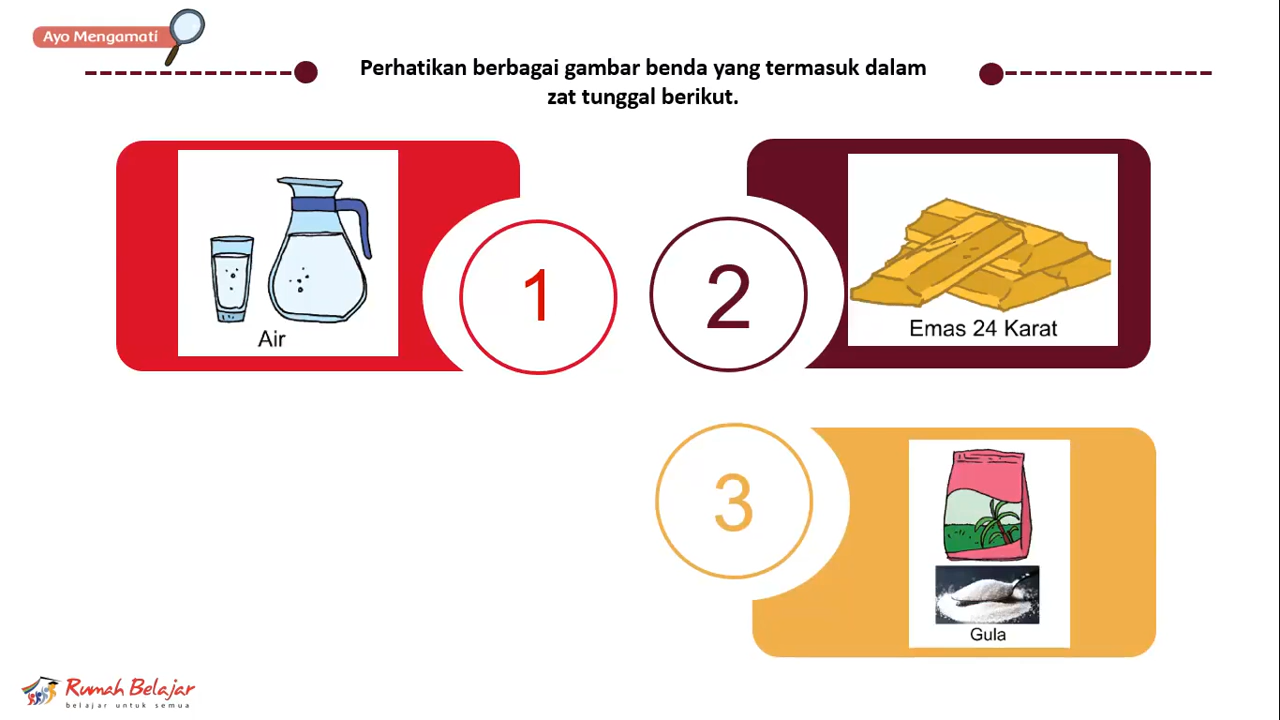 Ayo Mengamati
Perhatikan berbagai gambar benda yang termasuk dalam
zat tunggal berikut.
Air
1
2
Emas 24 Karat
3
Gula
Rumah Belajar
belajar untuk semua